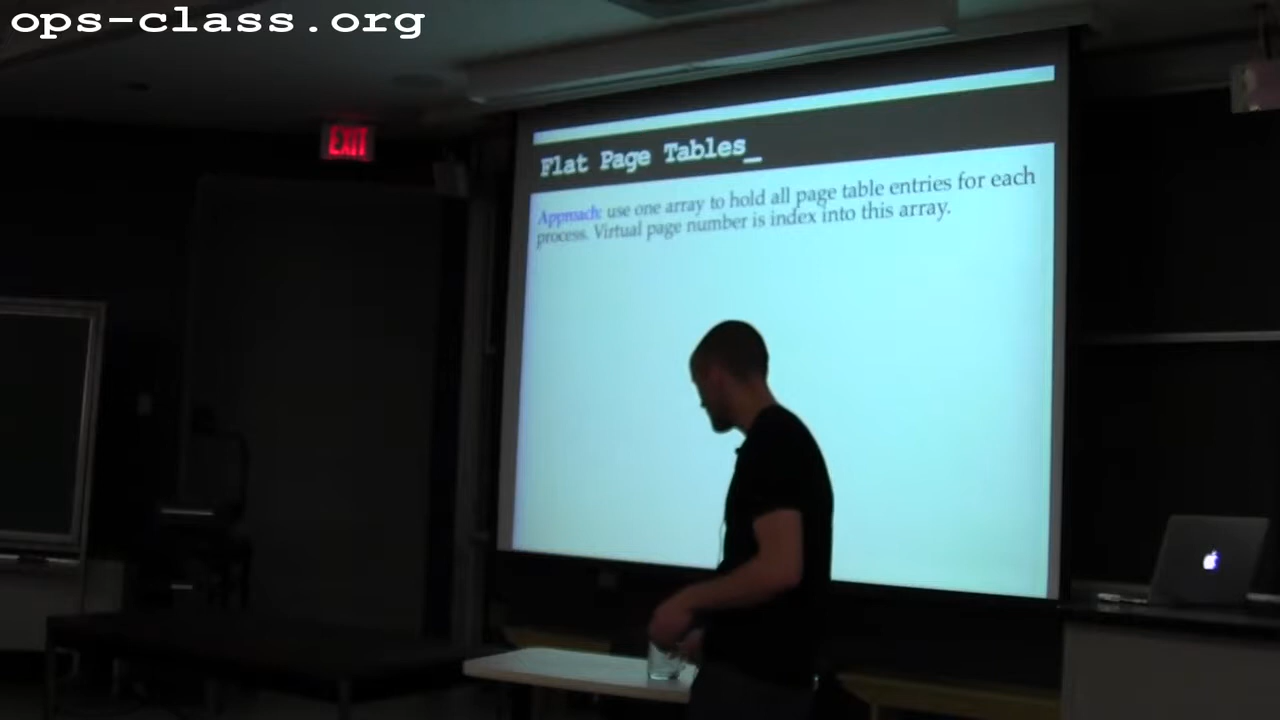 ops-class.org
EXIT
Flat Page Tables_
Approach: use one array to hold all page table entries for each
process. Virtual page number is index into this array.